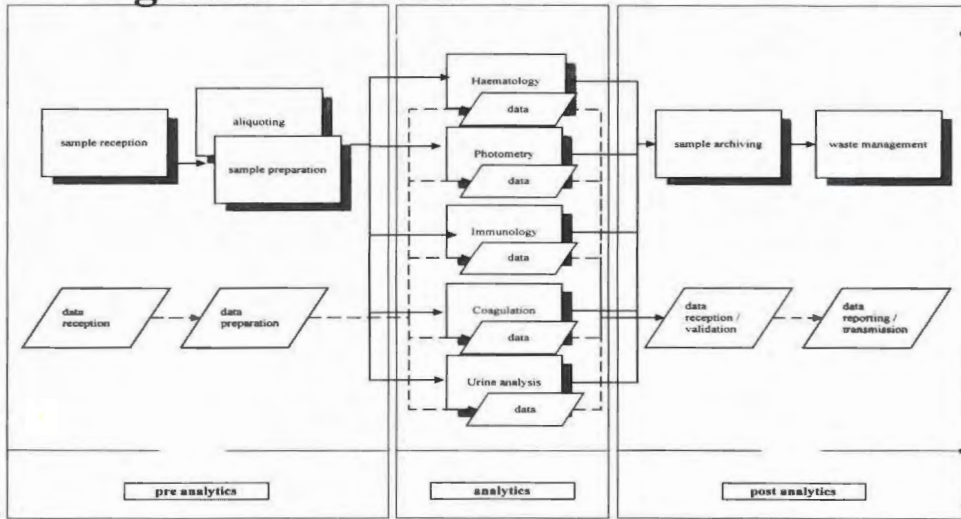 Haematology
data
aliquoting
sample reception
sample preparation
Photometry
data
sample archiving
waste management
Immunology
data
data
reception
data
preparation
Coagulation
data
data
reception /
validation
data
reporting /
transmission
Urine analysis
data
pre analytics
analytics
post analytics